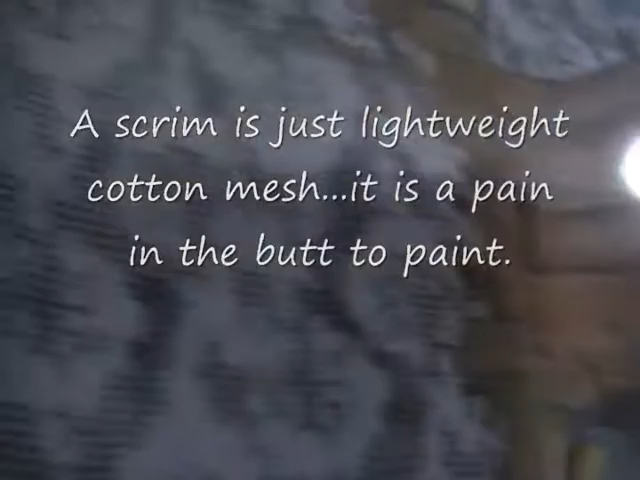 A scrim is just lightweight
cotton mesh...it is a pain
in the butt to paint.